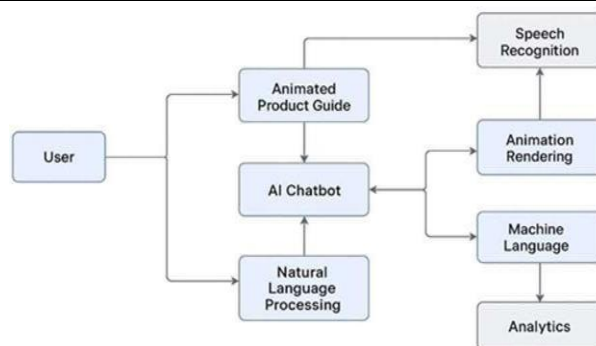 Speech
Recognition
Animated
Product Guide
Animation
Rendering
User
AI Chatbot
Machine
Language
Natural
Language
Processing
Analytics